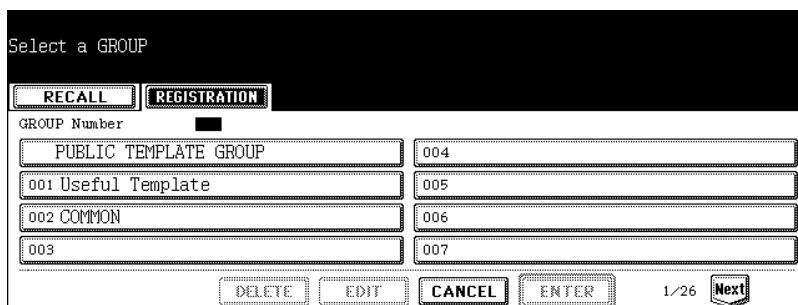 Select a GROUP
RECALL REGISTRATION
GROUP Number
PUBLIC TEMPLATE GROUP 004
001 Useful Template 005
002 COMMON 006
003 007
DELETE EDIT CANCEL ENTER 1/26 Next